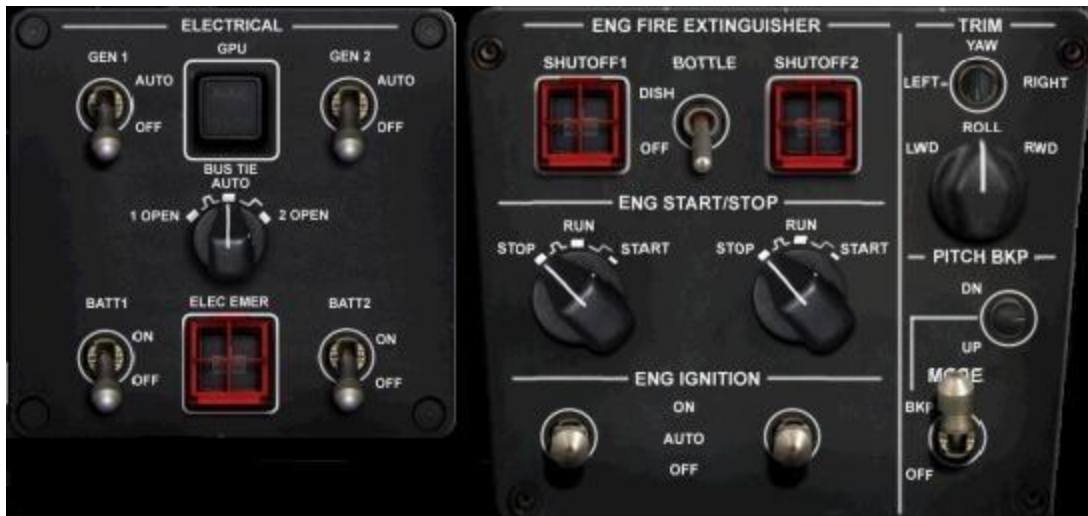 ELECTRICAL
GEN 1
GPU
GEN 2
AUTO
OFF
AUTO
OFF
BUS TIE
AUTO
1 OPEN
2 OPEN
BATT1
ELEC EMER
BATT2
ON
OFF
ON
OFF
ENG FIRE EXTINGUISHER
SHUTOFF1
BOTTLE
SHUTOFF2
DISH
OFF
ENG START/STOP
STOP
RUN
START
STOP
RUN
START
ENG IGNITION
ON
AUTO
OFF
TRIM
YAW
LEFT
RIGHT
ROLL
LWD
RWD
PITCH BKP
DN
UP
MODE
BKP
OFF